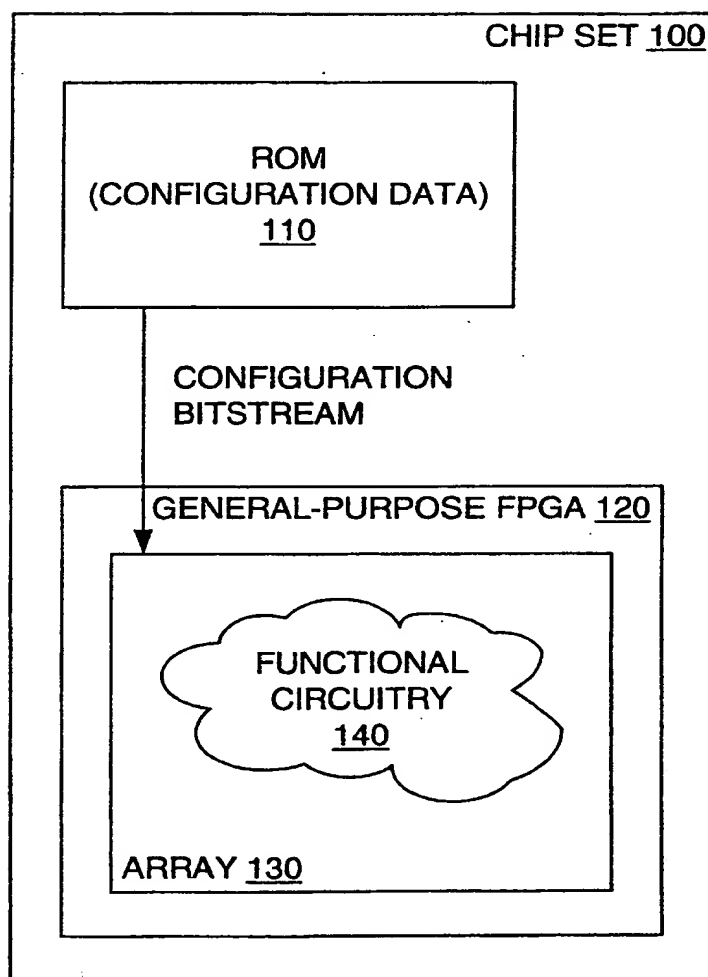 CHIP SET 100
ROM
(CONFIGURATION DATA)
110
CONFIGURATION
BITSTREAM
GENERAL-PURPOSE FPGA 120
FUNCTIONAL
CIRCUITRY
140
ARRAY 130